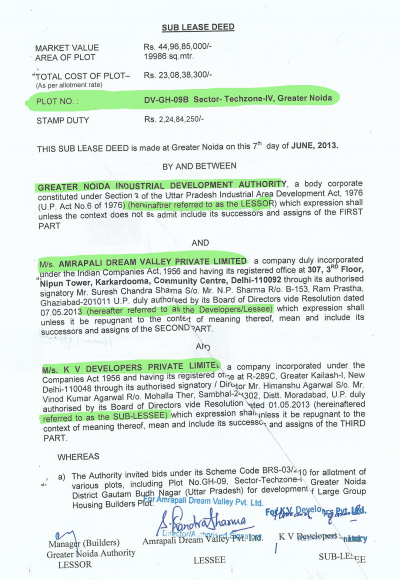 SUB LEASE DEED
MARKET VALUE Rs. 44,96,85,000/-
AREA OF PLOT 19986 sq.mtr.
TOTAL COST OF PLOT– Rs. 23,08,38,300/-
(As per allotment rate)
PLOT NO. : DV-GH-09B Sector- Techzone-IV, Greater Noida
STAMP DUTY Rs. 2,24,84,250/-
THIS SUB LEASE DEED is made at Greater Noida on this 7th day of JUNE, 2013.
BY AND BETWEEN
GREATER NOIDA INDUSTRIAL DEVELOPMENT AUTHORITY, a body corporate
constituted under Section 3 of the Uttar Pradesh Industrial Area Development Act, 1976
(U.P. Act No.6 of 1976) (hereinafter referred to as the LESSOR) which expression shall
unless the context does not so admit include its successors and assigns of the FIRST
PART
AND
M/s. AMRAPALI DREAM VALLEY PRIVATE LIMITED a company duly incorporated
under the Indian Companies Act,1956 and having its registered office at 307, 3RD Floor,
Nipun Tower, Karkardooma, Community Centre, Delhi-110092 through its authorised
signatory Mr. Suresh Chandra Sharma S/o. Mr. N.P. Sharma R/o. B-153, Ram Prastha,
Ghaziabad-201011 U.P. duly authorised by its Board of Directors vide Resolution dated
07.05.2013 (hereafter referred to as the Developers/Lessee) which expression shall
unless it be repugnant to the context of meaning thereof, mean and include its
successors and assigns of the SECOND PART.
AND
M/s. K V DEVELOPERS PRIVATE LIMITED, a company incorporated under the
Companies Act 1956 and having its registered office at R-289C, Greater Kailash-I, New
Delhi-110048 through its authorised signatory / Director Mr. Himanshu Agarwal S/o. Mr.
Vinod Kumar Agarwal R/o. Mohalla Ther, Sambhal- 302, Distt. Moradabad, U.P. duly
authorised by its Board of Directors vide Resolution dated 01.05.2013 (hereinafter
referred to as the SUB-LESSEE) which expression shall unless it be repugnant to the
context of meaning thereof, mean and include its successors and assigns of the THIRD
PART.
WHEREAS
a) The Authority invited bids under its Scheme Code BRS-03/ 10 for allotment of
various plots, including Plot No.GH-09, Sector-Techzone-I , Greater Noida
District Gautam Budh Nagar (Uttar Pradesh) for development of Large Group
Housing Builders Plot.
For Amrapali Dream Valley Pvt. Ltd. For K V Developers Pvt. Ltd.
Director/Authorised Signatory
Manager (Builders) Amrapali Dream Valley Pvt. Ltd. K V Developers
Greater Noida Authority
LESSOR LESSEE SUB-LESSEE